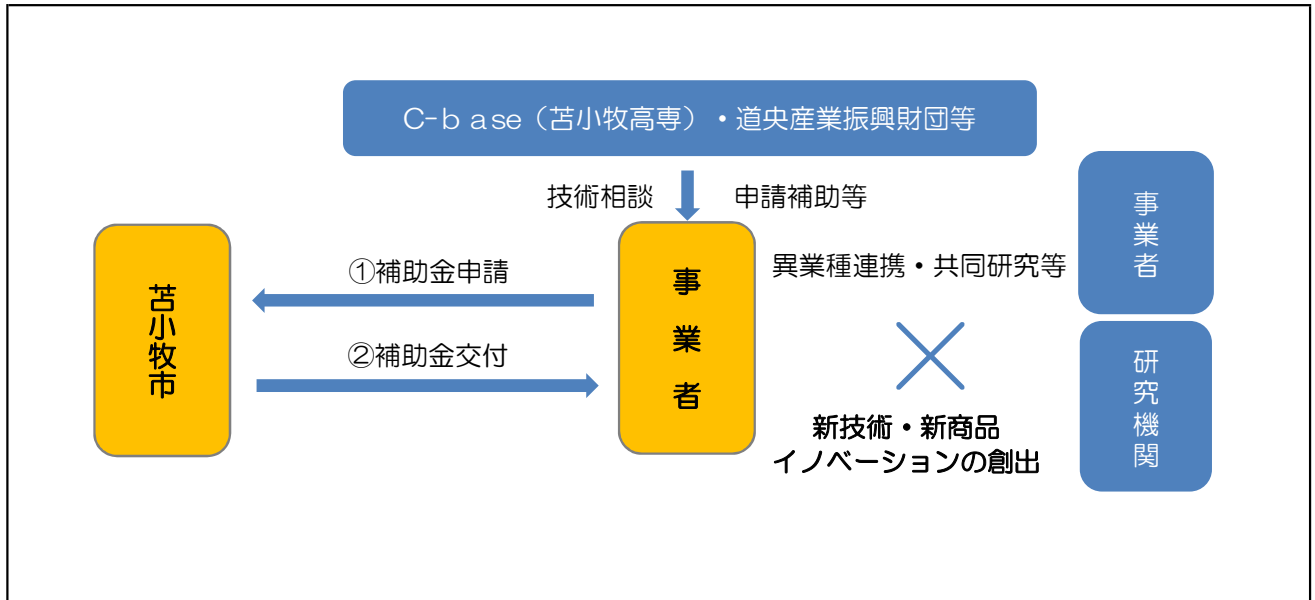 C-base（苫小牧高専）・道央産業振興財団等
技術相談
申請補助等
苫小牧市
①補助金申請
②補助金交付
事業者
異業種連携・共同研究等
新技術・新商品
イノベーションの創出
事業者
研究機関